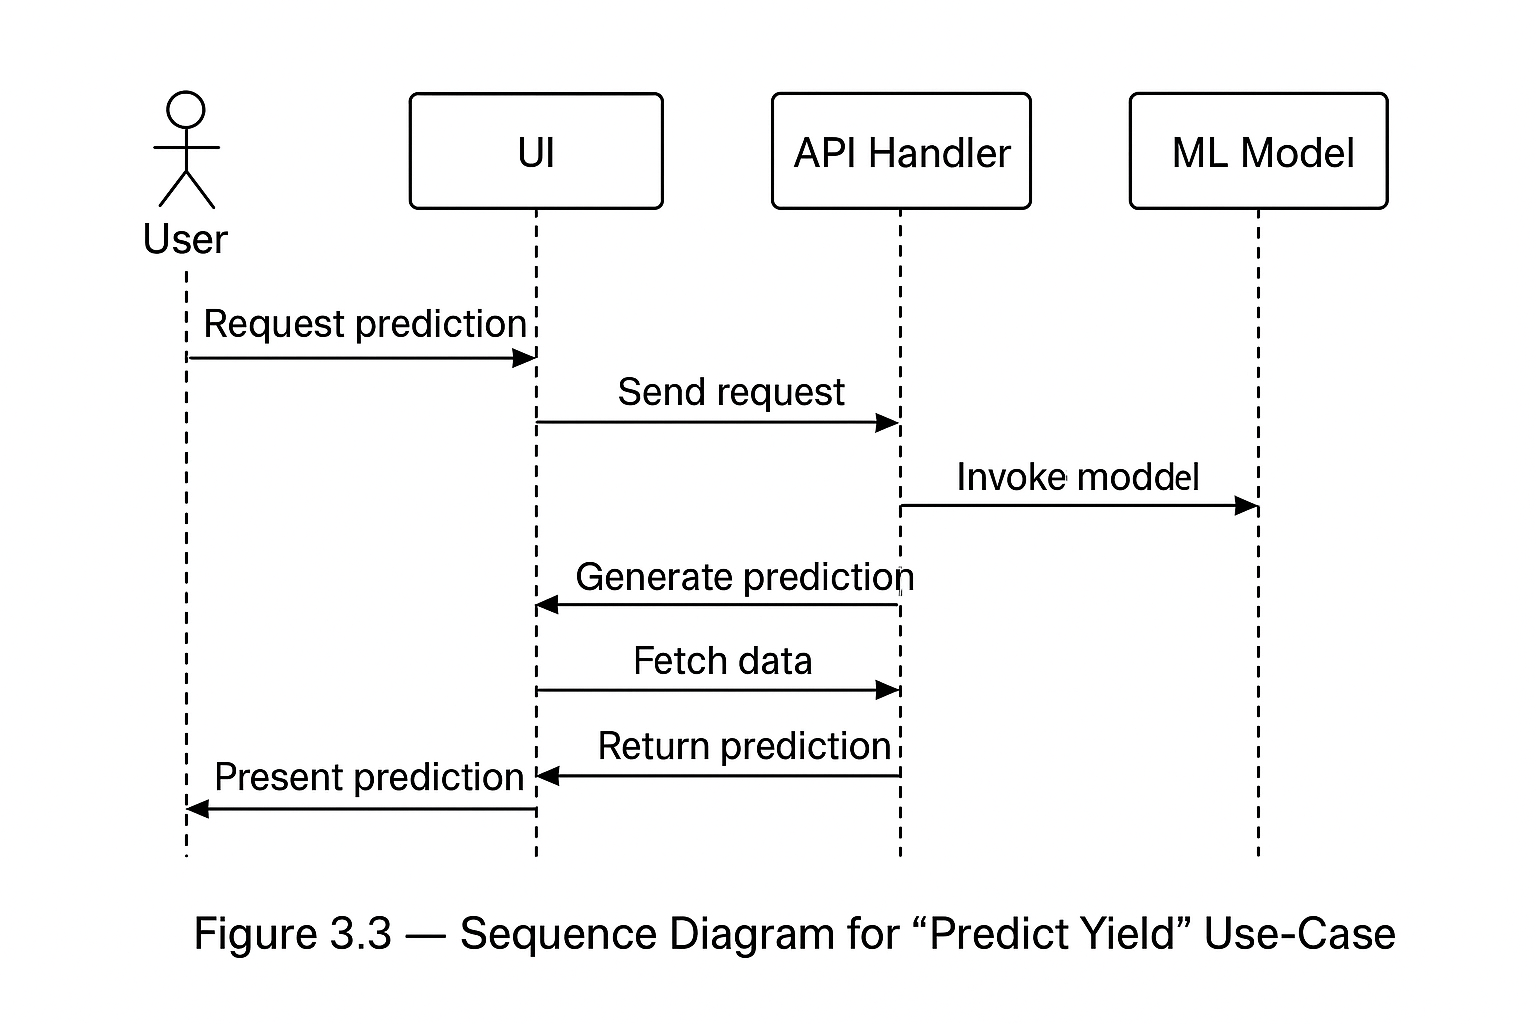 UI
API Handler
ML Model
User
Request prediction
Send request
Invoke moddel
Generate prediction
Fetch data
Return prediction
Present prediction
Figure 3.3 — Sequence Diagram for “Predict Yield” Use-Case